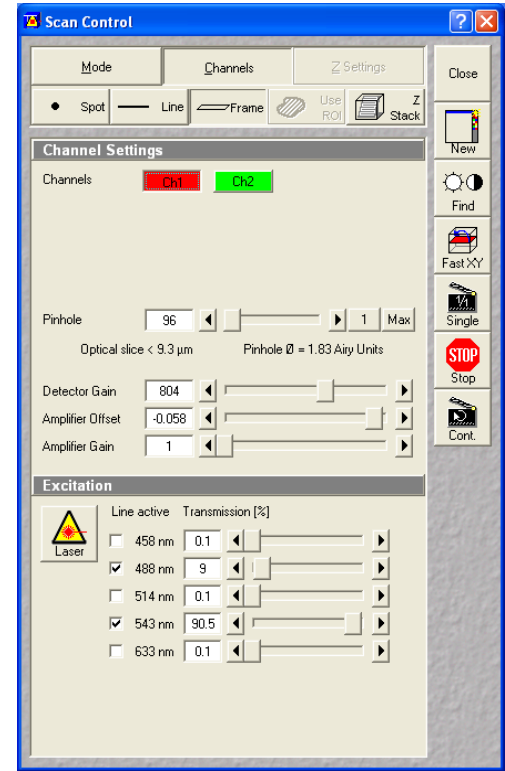 Scan Control
Mode Channels Z Settings
Close
Spot Line Frame Use ROI Z Stack
New
Channel Settings
Channels Ch1 Ch2
Find
Fast XY
Pinhole 96 1 Max
1/1
Single
Optical slice < 9.3 µm Pinhole Ø = 1.83 Airy Units
STOP
Stop
Detector Gain 804
Amplifier Offset -0.058
Amplifier Gain 1
Cont.
Excitation
Line active Transmission [%]
Laser
458 nm 0.1
488 nm 9
514 nm 0.1
543 nm 90.5
633 nm 0.1